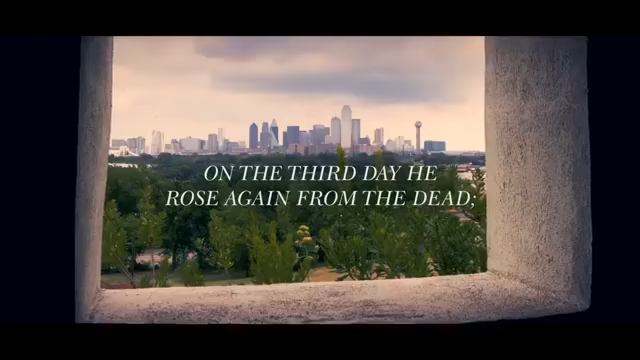 ON THE THIRD DAY HE
ROSE AGAIN FROM THE DEAD;